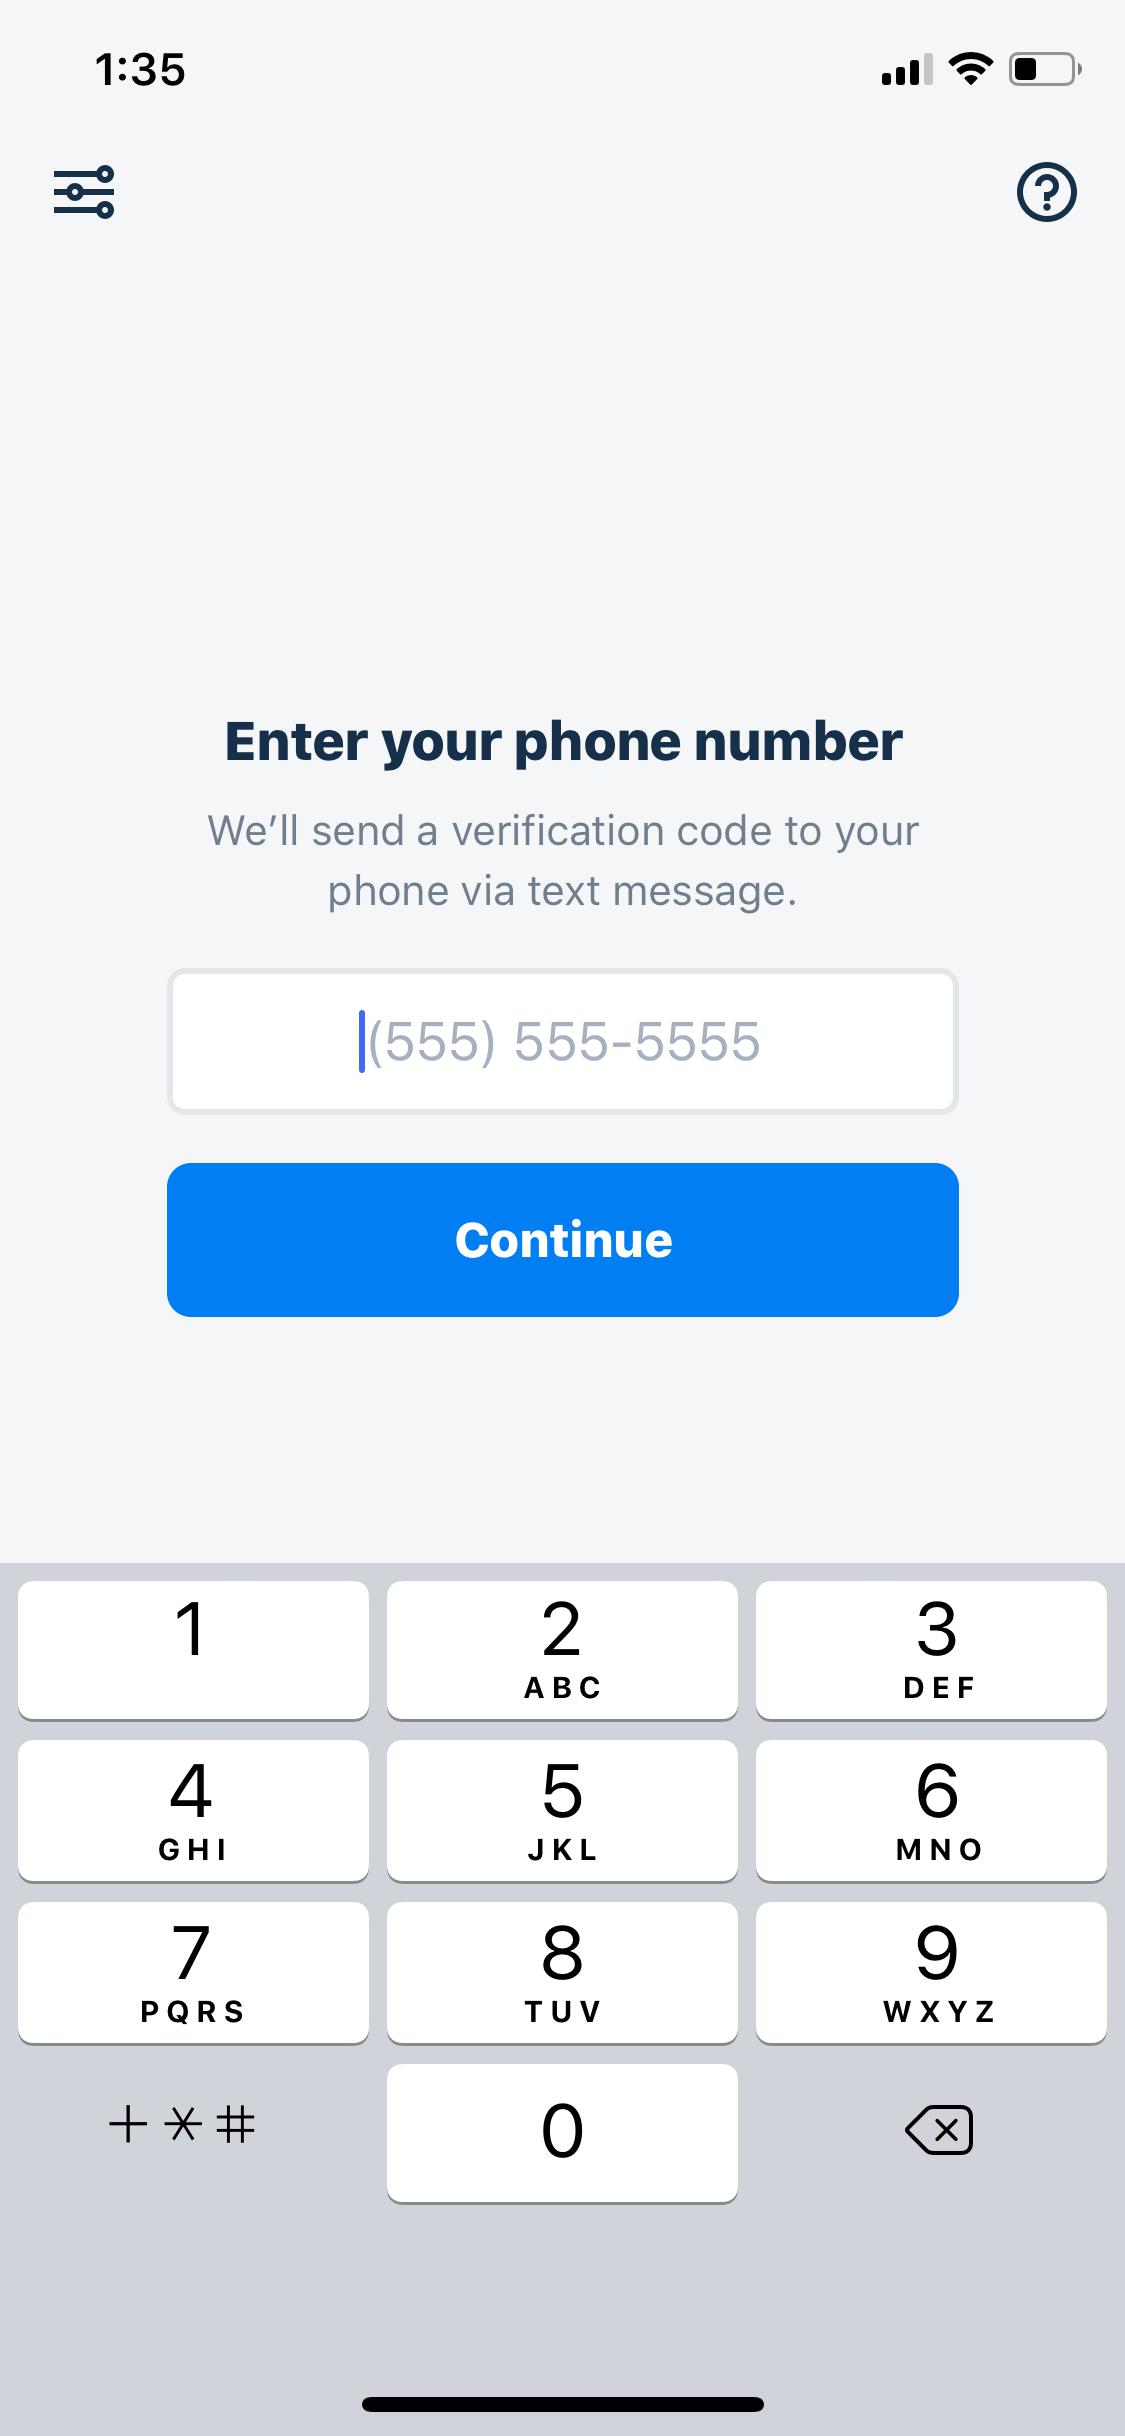 1:35
Enter your phone number
We’ll send a verification code to your
phone via text message.
(555) 555-5555
Continue
1 2 3
ABC DEF
4 5 6
GHI JKL MNO
7 8 9
PQRS TUV WXYZ
+ * # 0